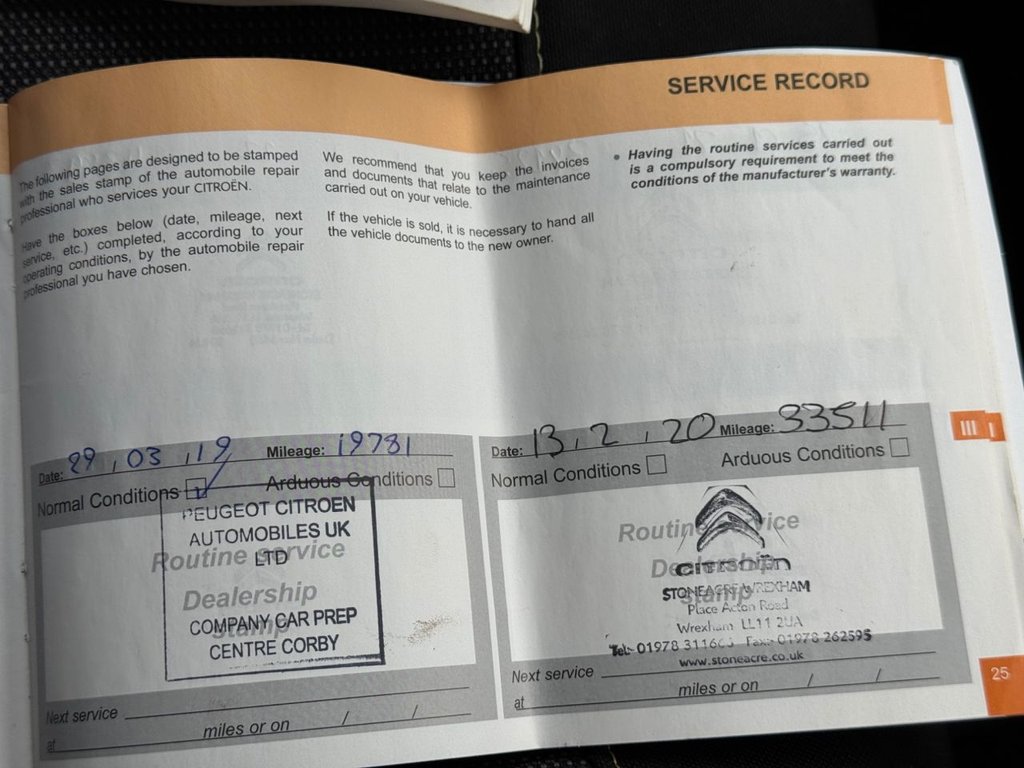 SERVICE RECORD
The following pages are designed to be stamped
with the sales stamp of the automobile repair
professional who services your CITROËN.
Have the boxes below (date, mileage, next
service, etc.) completed, according to your
operating conditions, by the automobile repair
professional you have chosen.
We recommend that you keep the invoices
and documents that relate to the maintenance
carried out on your vehicle.
If the vehicle is sold, it is necessary to hand all
the vehicle documents to the new owner.
• Having the routine services carried out
is a compulsory requirement to meet the
conditions of the manufacturer's warranty.
Date: 29 , 03 , 19 Mileage: 19781
Normal Conditions Arduous Conditions
PEUGEOT CITROEN
AUTOMOBILES UK
LTD
Routine Service
Dealership
stamp
COMPANY CAR PREP
CENTRE CORBY
Next service
at miles or on / /
Date: 13 , 2 , 20 Mileage: 33511
Normal Conditions Arduous Conditions
Routine Service
Dealership
stamp
CITROËN
STONEACRE WREXHAM
Place Acton Road
Wrexham LL11 2UA
Tel:- 01978 Fax:- 01978 262595
www.stoneacre.co.uk
Next service
at miles or on / /
III
I
25